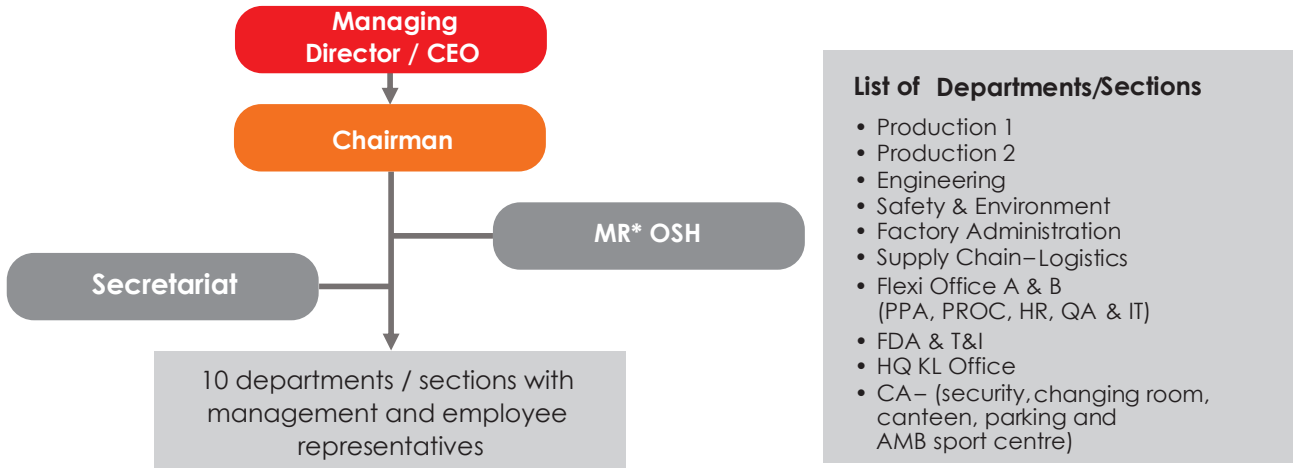 Managing
Director / CEO
Chairman
MR* OSH
Secretariat
10 departments / sections with
management and employee
representatives
List of Departments/Sections
• Production 1
• Production 2
• Engineering
• Safety & Environment
• Factory Administration
• Supply Chain–Logistics
• Flexi Office A & B
(PPA, PROC, HR, QA & IT)
• FDA & T&I
• HQ KL Office
• CA– (security, changing room,
canteen, parking and
AMB sport centre)